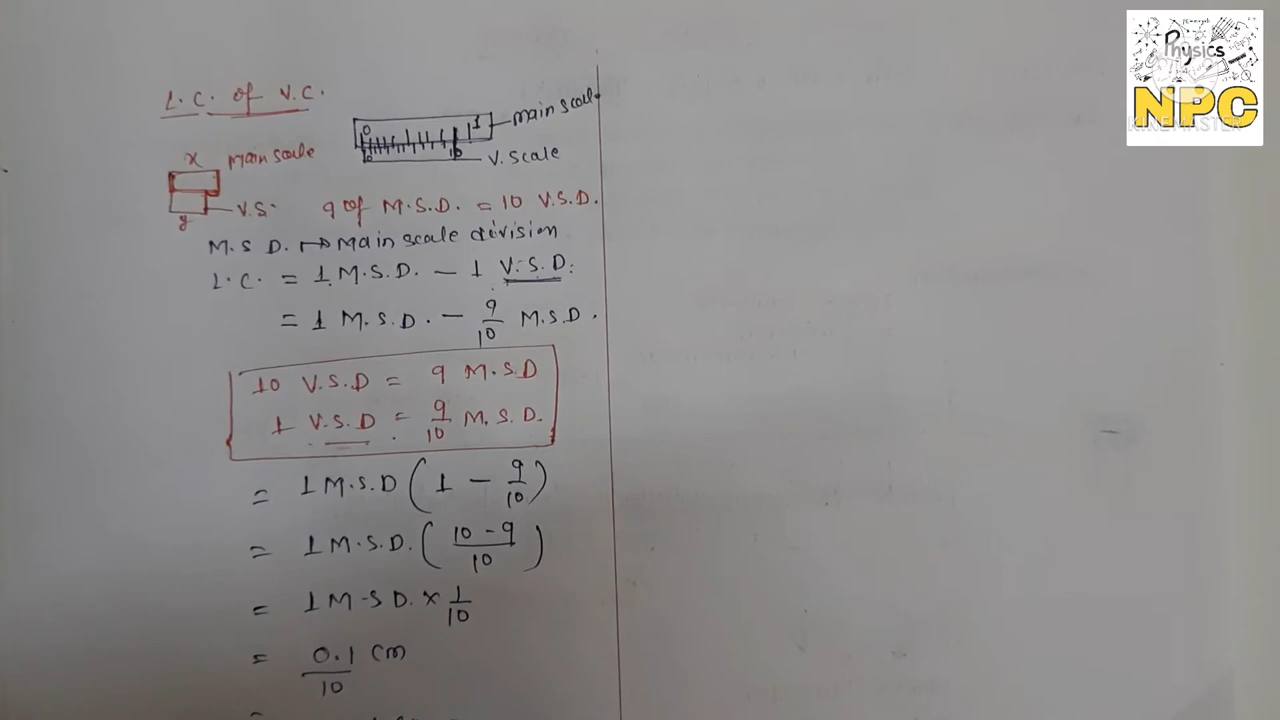 L.C. of V.C.
0 1 main scale
0 10 V. scale
x main scale
V.S.
y
9 of M.S.D. = 10 V.S.D.
M.S D. → main scale division
L.C. = 1 M.S.D. - 1 V.S.D.
= 1 M.S.D. - 9/10 M.S.D.
10 V.S.D = 9 M.S.D
1 V.S.D = 9/10 M.S.D.
= 1 M.S.D ( 1 - 9/10 )
= 1 M.S.D. ( 10 - 9 / 10 )
= 1 M.SD. x 1/10
= 0.1 cm / 10
=
Physics
NPC
KINEMASTER